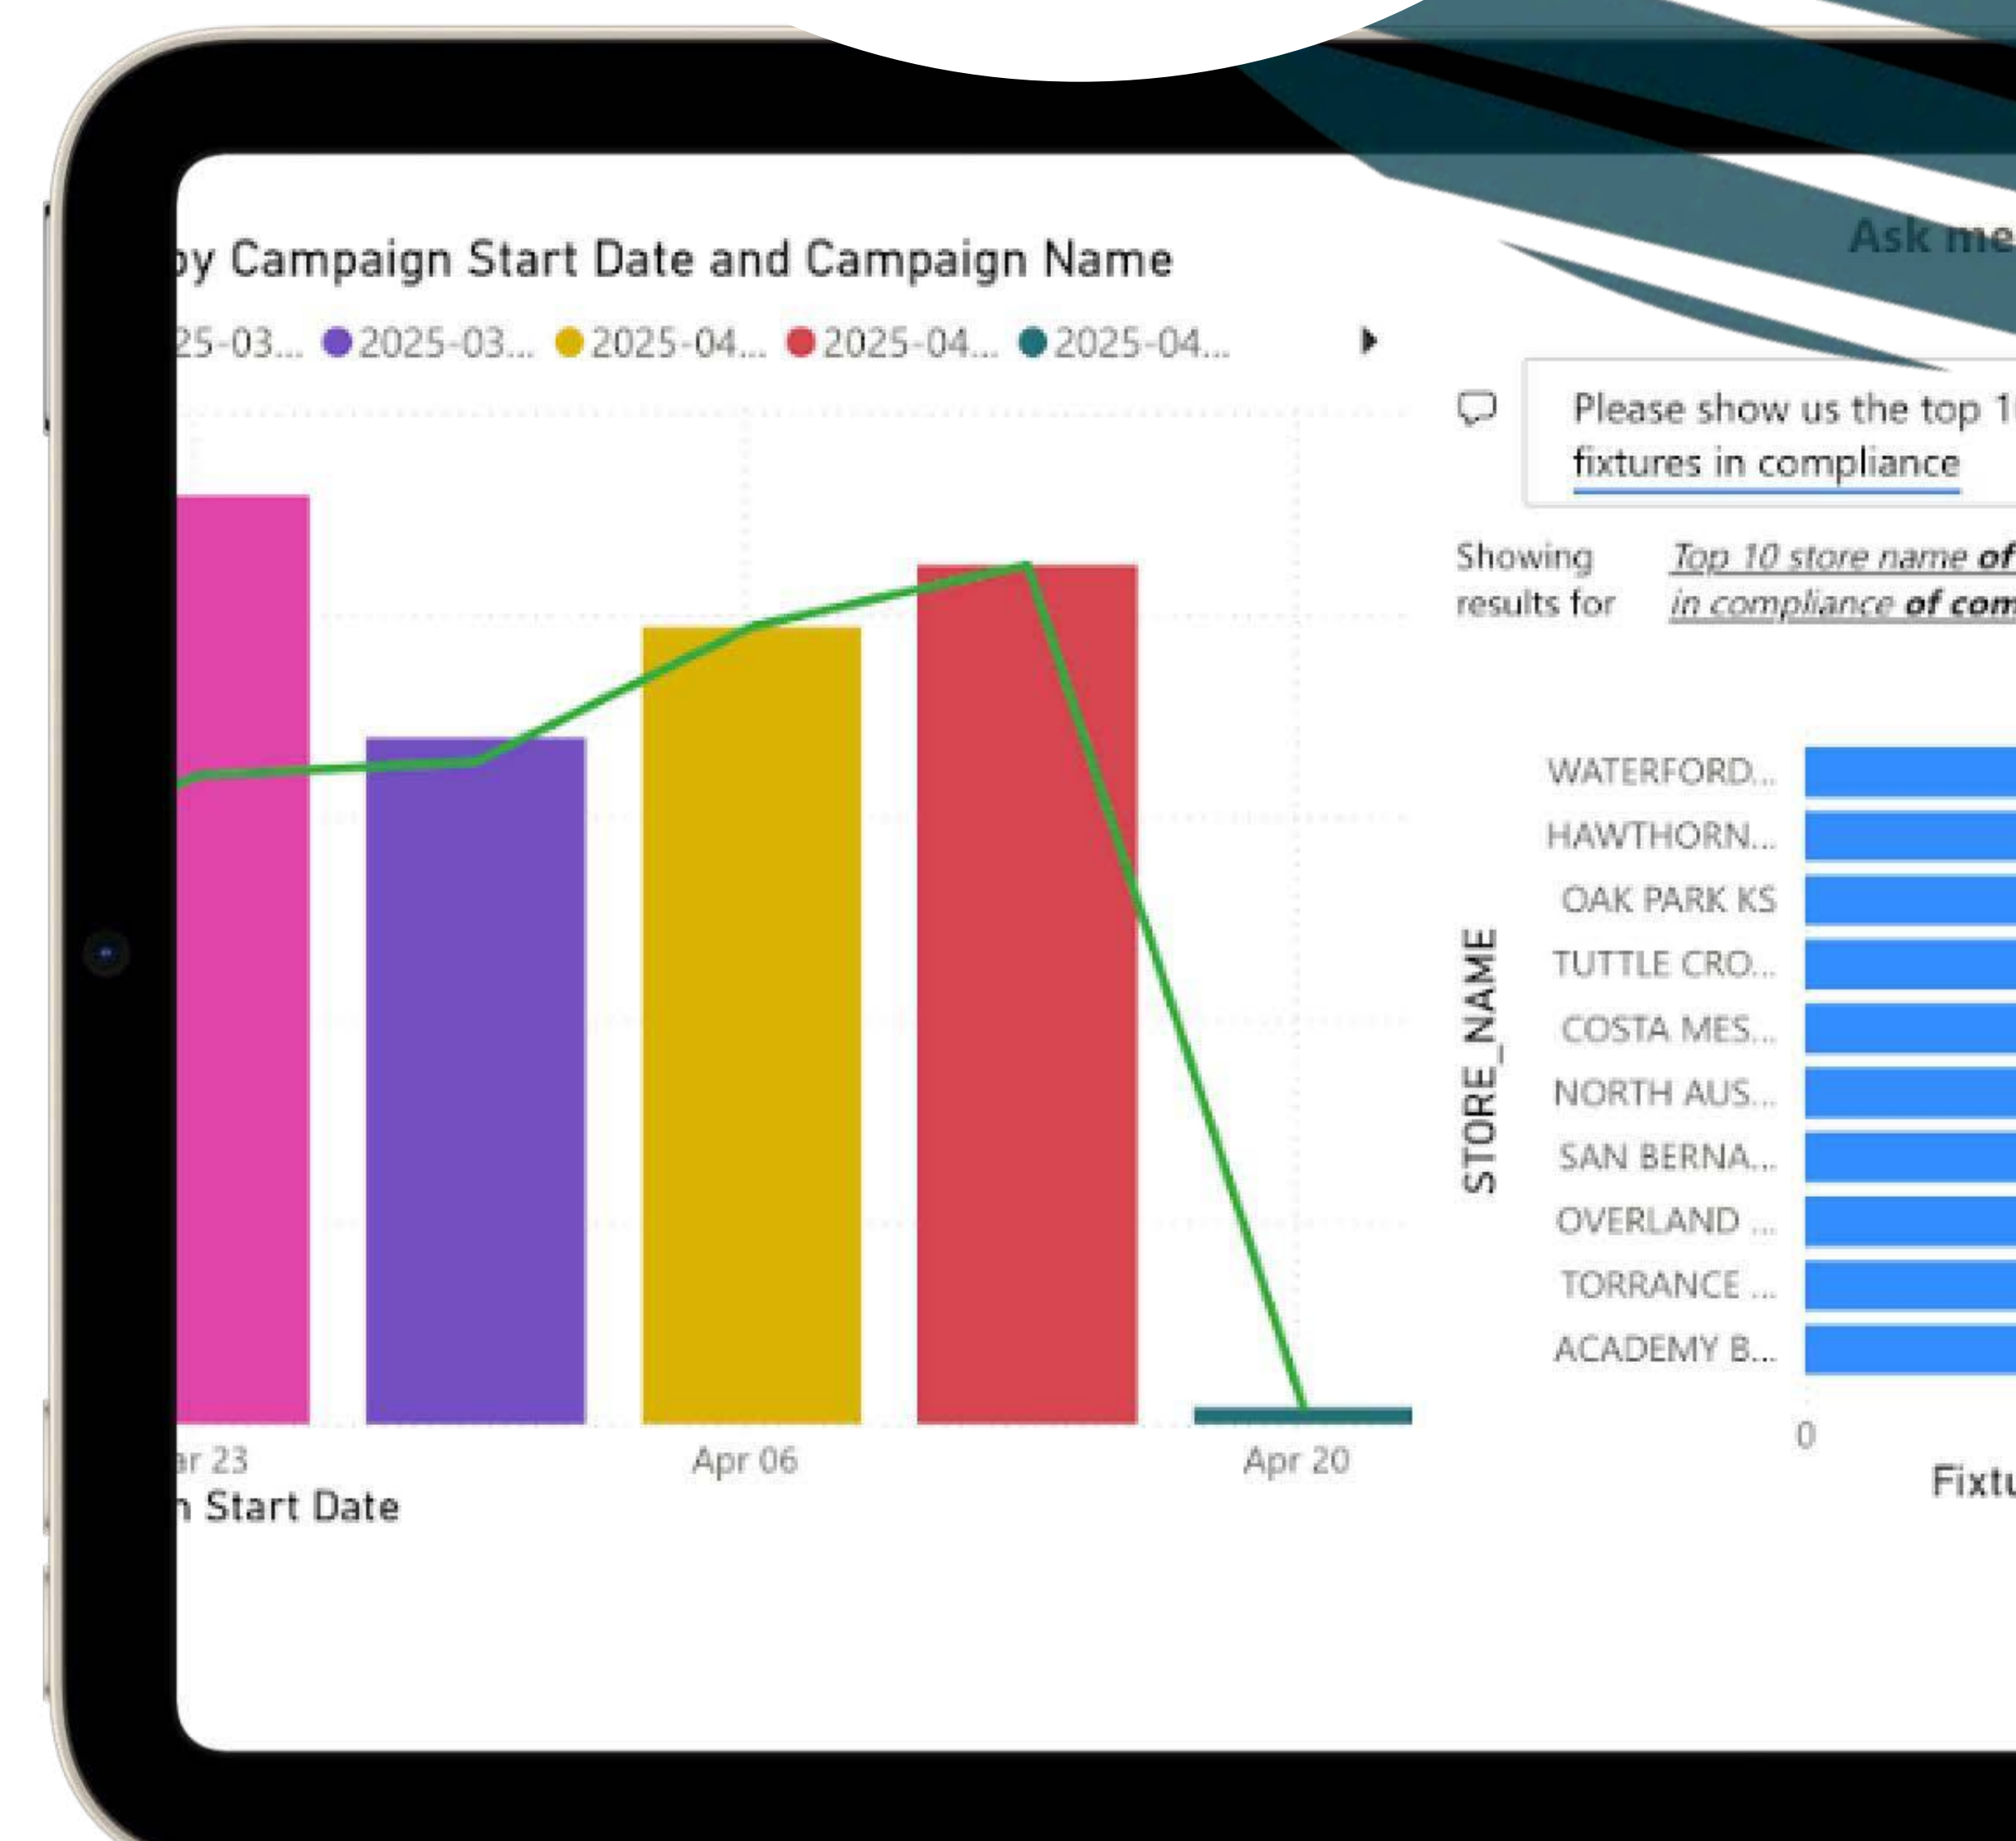 by Campaign Start Date and Campaign Name
25-03... 2025-03... 2025-04... 2025-04... 2025-04...
23
Apr 06
Apr 20
Start Date
Ask me
Please show us the top
fixtures in compliance
Showing results for
Top 10 store name of
in compliance of com
STORE_NAME
WATERFORD...
HAWTHORN...
OAK PARK KS
TUTTLE CRO...
COSTA MES...
NORTH AUS...
SAN BERNA...
OVERLAND ...
TORRANCE ...
ACADEMY B...
0
Fixtu